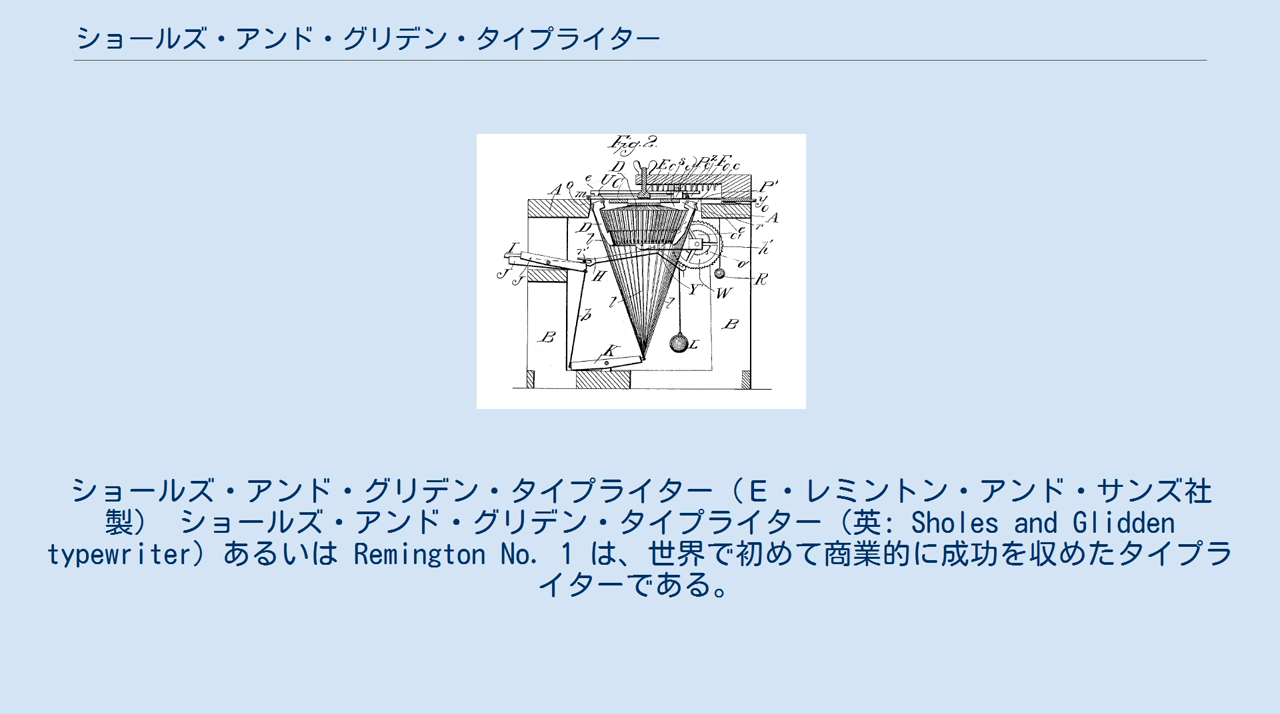 ショールズ・アンド・グリデン・タイプライター
Fig. 2.
ショールズ・アンド・グリデン・タイプライター（Ｅ・レミントン・アンド・サンズ社
製） ショールズ・アンド・グリデン・タイプライター（英: Sholes and Glidden
typewriter）あるいは Remington No. 1 は、世界で初めて商業的に成功を収めたタイプラ
イターである。